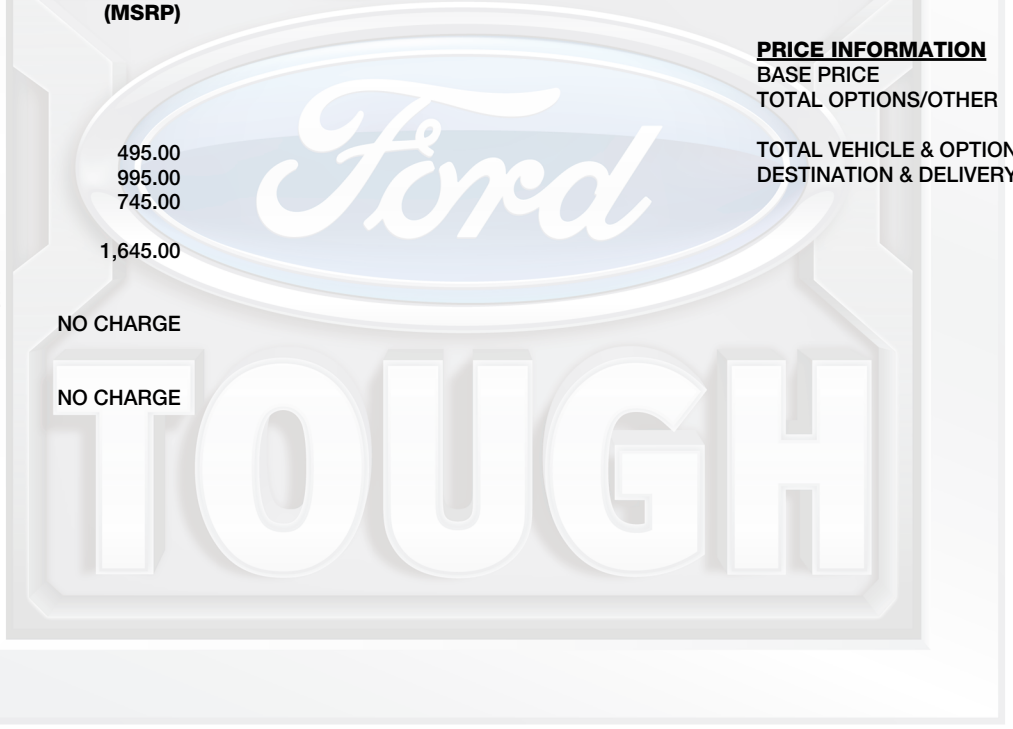 (MSRP)
495.00
995.00
745.00
1,645.00
NO CHARGE
NO CHARGE
PRICE INFORMATION
BASE PRICE
TOTAL OPTIONS/OTHER
TOTAL VEHICLE & OPTION
DESTINATION & DELIVERY
Ford
TOUGH